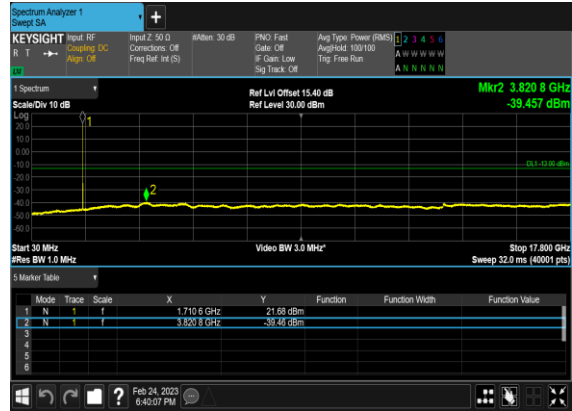 Spectrum Analyzer 1
Swept SA
+
KEYSIGHT Input: RF Input Z: 50 Ω #Atten: 30 dB PNO: Fast Avg Type: Power (RMS) 1 2 3 4 5 6
R T Coupling: DC Corrections: Off Gate: Off Avg|Hold: 100/100 A W W W W W
Align: Off Freq Ref: Int (S) IF Gain: Low Trig: Free Run
LW Sig Track: Off A N N N N N
1 Spectrum Ref Lvl Offset 15.40 dB Mkr2 3.820 8 GHz
Scale/Div 10 dB Ref Level 30.00 dBm -39.457 dBm
Log
1
20.0
10.0
0.00
-10.0
DL1 -13.00 dBm
-20.0
-30.0
2
-40.0
-50.0
-60.0
Start 30 MHz Video BW 3.0 MHz* Stop 17.800 GHz
#Res BW 1.0 MHz Sweep 32.0 ms (40001 pts)
5 Marker Table
Mode Trace Scale X Y Function Function Width Function Value
1 N 1 f 1.710 6 GHz 21.68 dBm
2 N 1 f 3.820 8 GHz -39.46 dBm
3
4
5
6
? Feb 24, 2023
6:40:07 PM